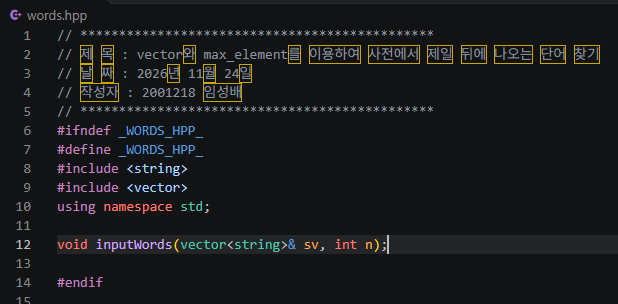 words.hpp
1 // **********************************************
2 // 제 목 : vector와 max_element를 이용하여 사전에서 제일 뒤에 나오는 단어 찾기
3 // 날 짜 : 2026년 11월 24일
4 // 작성자 : 2001218 임성배
5 // **********************************************
6 #ifndef _WORDS_HPP_
7 #define _WORDS_HPP_
8 #include <string>
9 #include <vector>
10 using namespace std;
11
12 void inputWords(vector<string>& sv, int n);
13
14 #endif
15